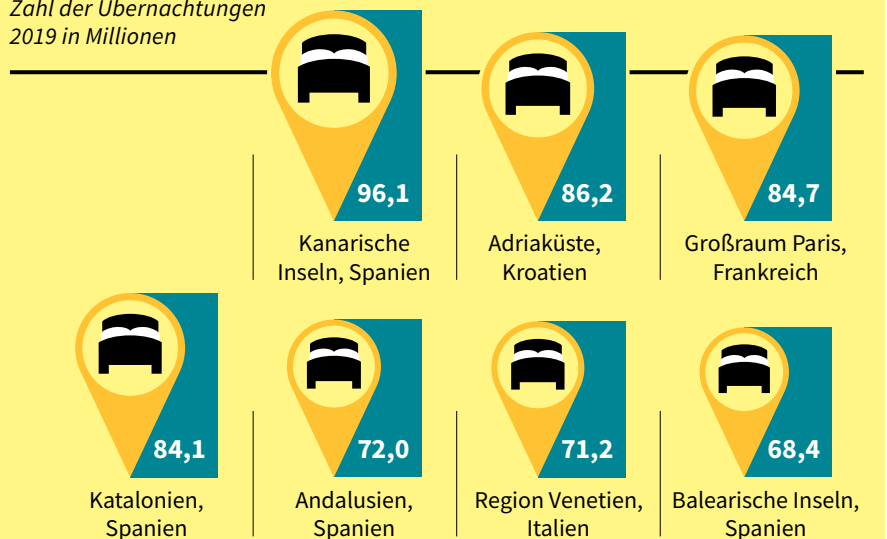 Zahl der Übernachtungen
2019 in Millionen
96,1
Kanarische
Inseln, Spanien
86,2
Adriaküste,
Kroatien
84,7
Großraum Paris,
Frankreich
84,1
Katalonien,
Spanien
72,0
Andalusien,
Spanien
71,2
Region Venetien,
Italien
68,4
Balearische Inseln,
Spanien